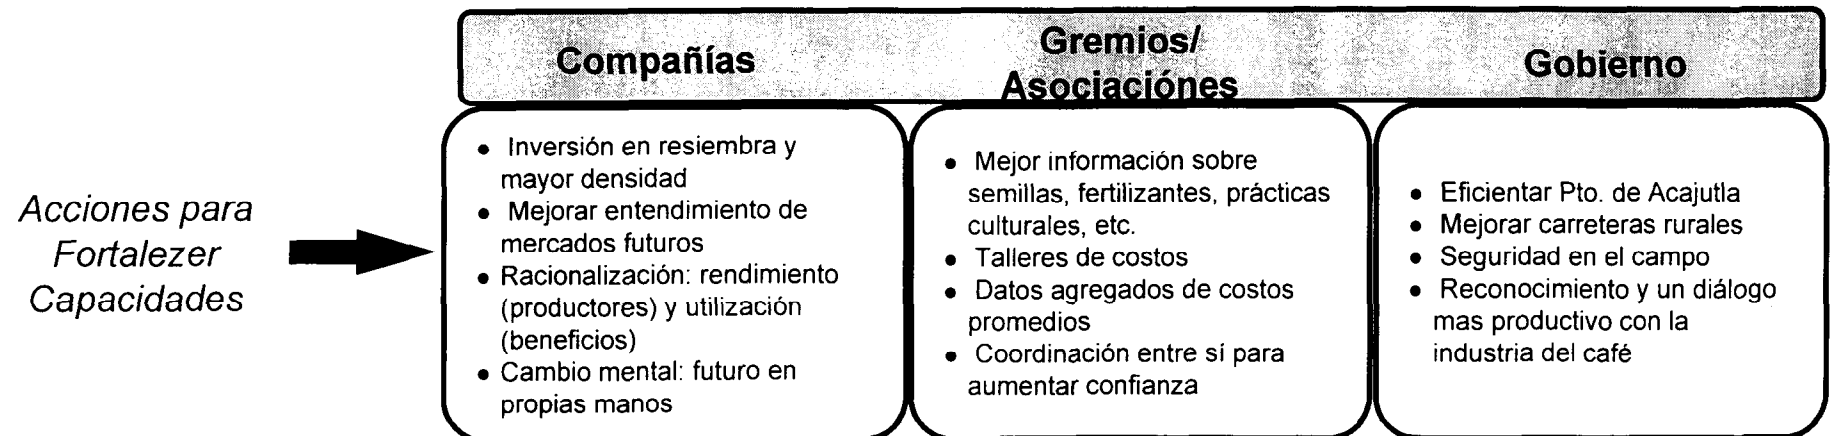 Compañías
Gremios/
Asociaciónes
Gobierno
Acciones para
Fortalezer
Capacidades
• Inversión en resiembra y
mayor densidad
• Mejorar entendimiento de
mercados futuros
• Racionalización: rendimiento
(productores) y utilización
(beneficios)
• Cambio mental: futuro en
propias manos
• Mejor información sobre
semillas, fertilizantes, prácticas
culturales, etc.
• Talleres de costos
• Datos agregados de costos
promedios
• Coordinación entre sí para
aumentar confianza
• Eficientar Pto. de Acajutla
• Mejorar carreteras rurales
• Seguridad en el campo
• Reconocimiento y un diálogo
mas productivo con la
industria del café